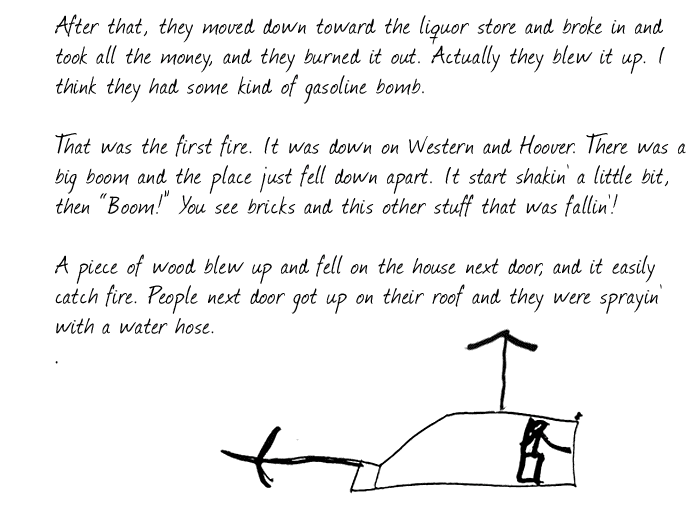 After that, they moved down toward the liquor store and broke in and
took all the money, and they burned it out. Actually they blew it up. I
think they had some kind of gasoline bomb.
That was the first fire. It was down on Western and Hoover. There was a
big boom and the place just fell down apart. It start shakin' a little bit,
then "Boom!" You see bricks and this other stuff that was fallin'!
A piece of wood blew up and fell on the house next door, and it easily
catch fire. People next door got up on their roof and they were sprayin'
with a water hose.
.